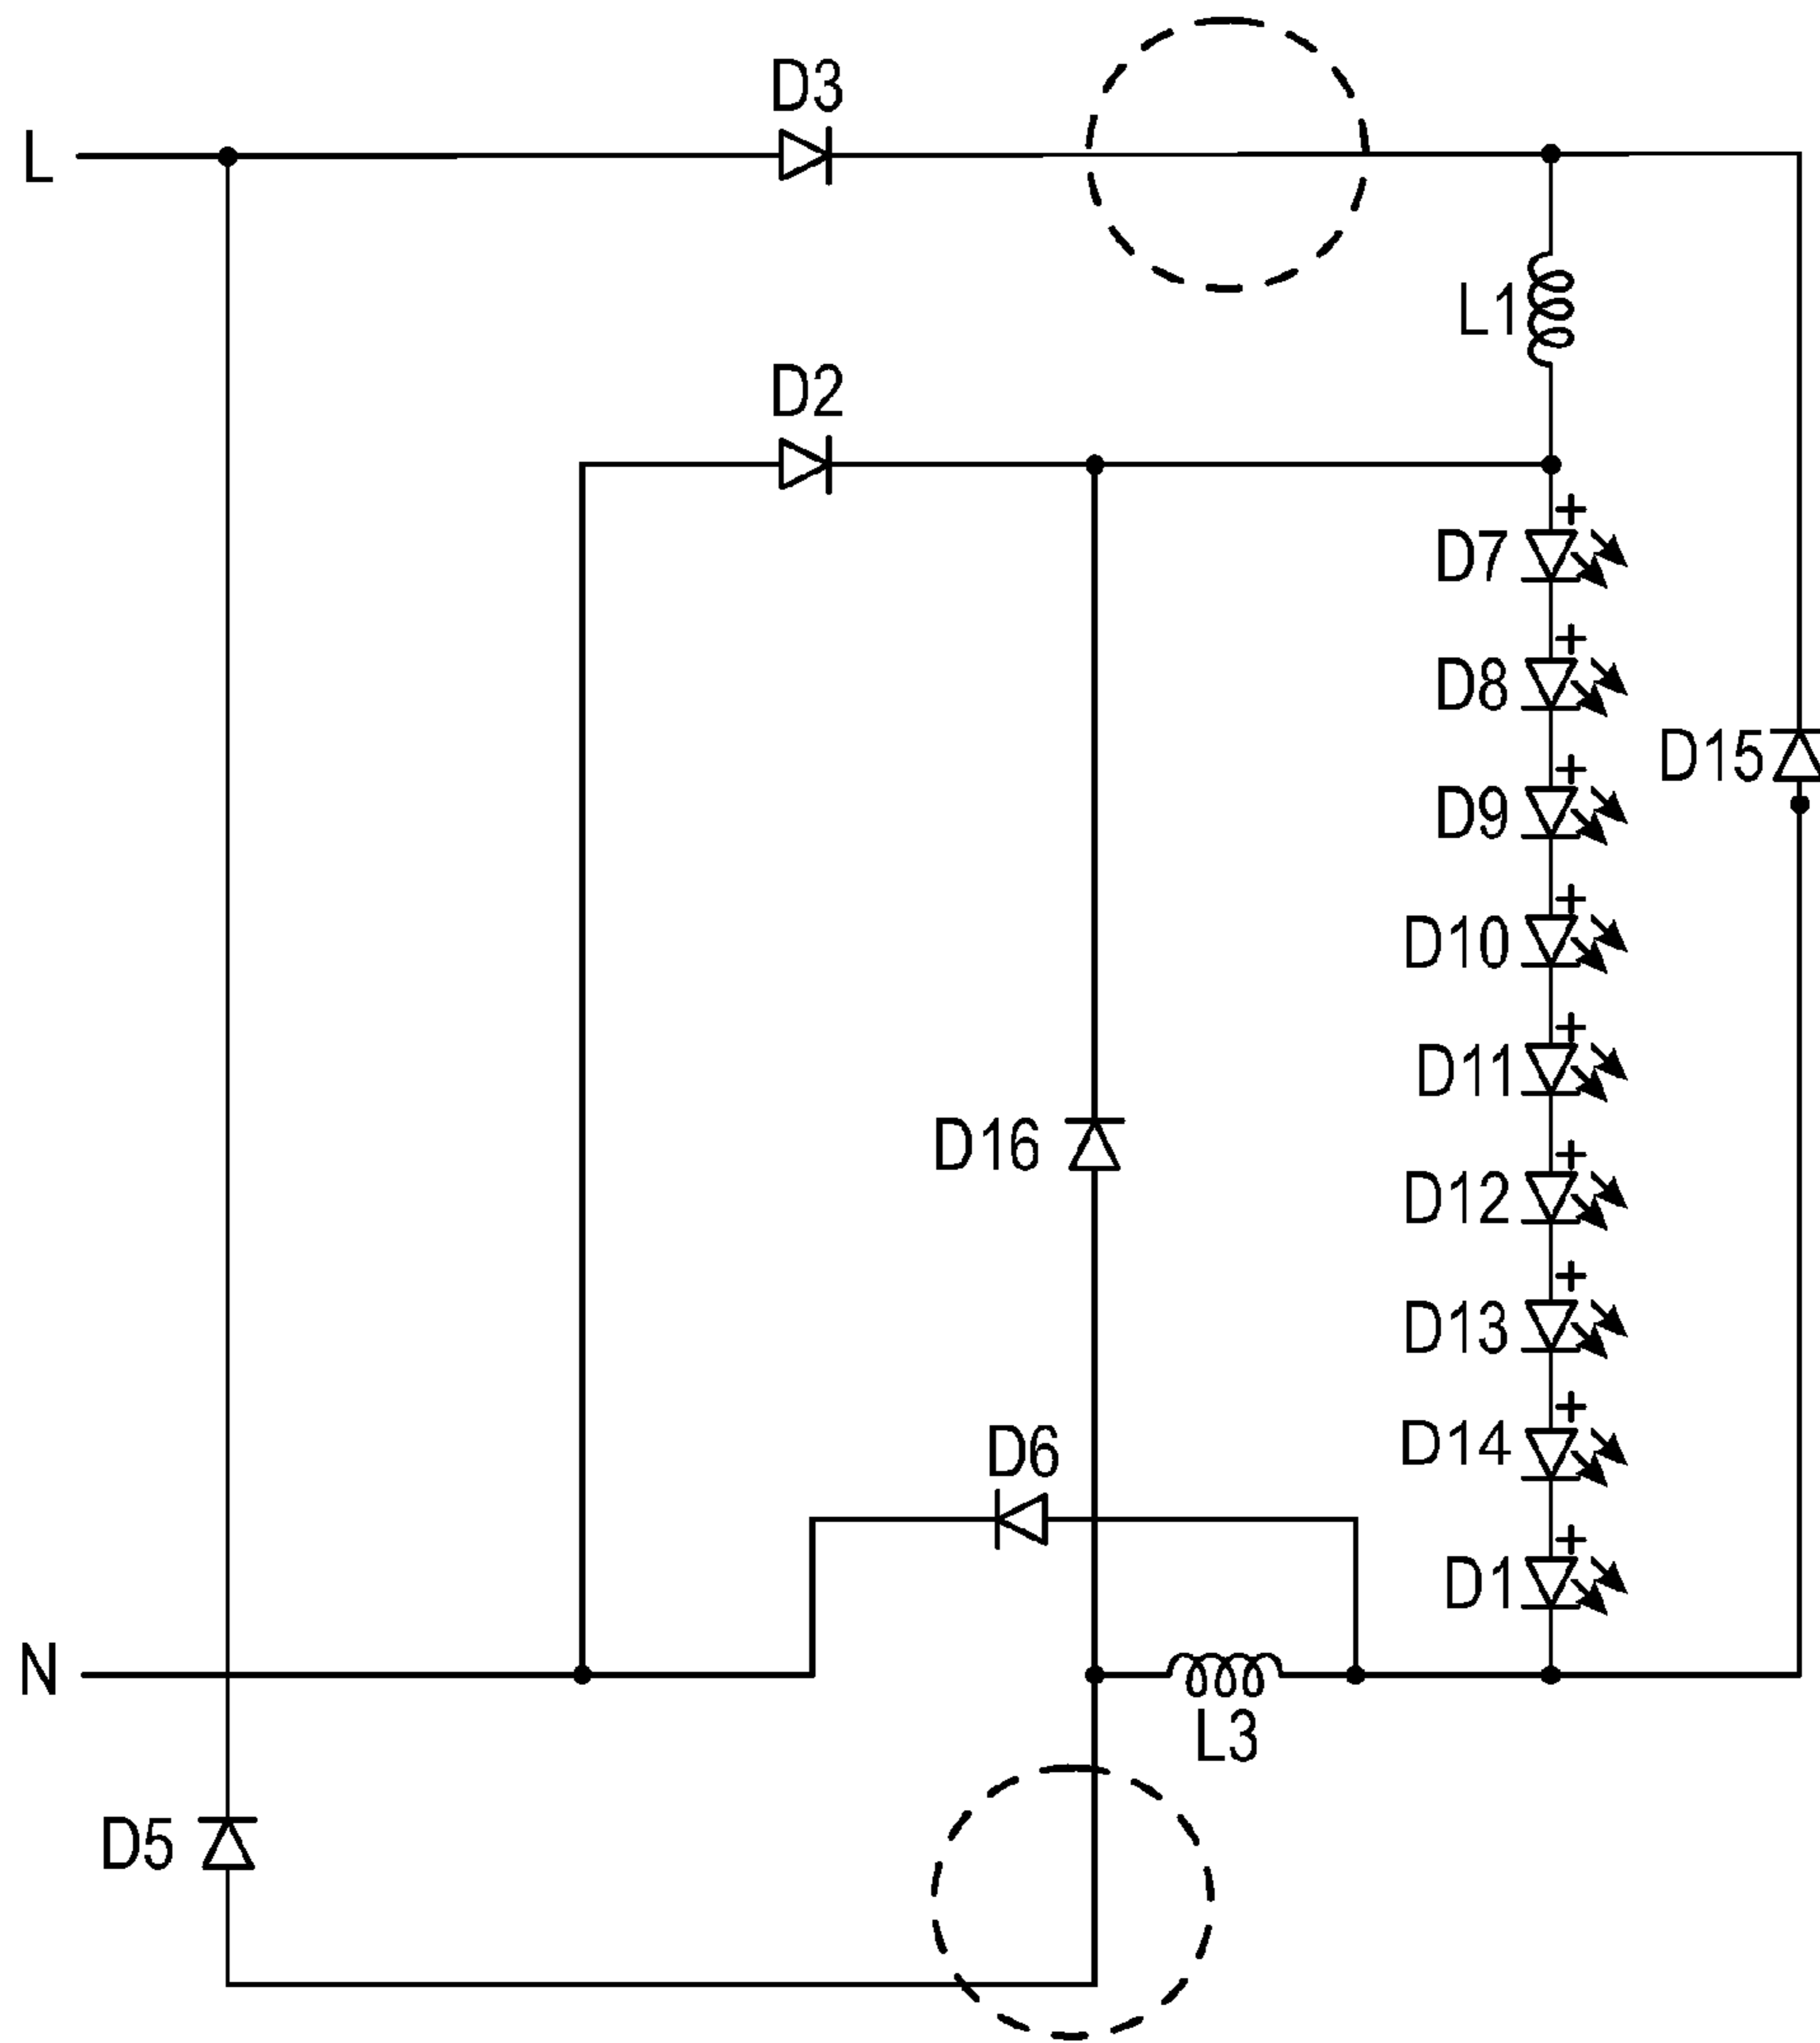 D3
L
L1
D2
+
D7
+
D8
D15
+
D9
+
D10
+
D11
D16
+
D12
+
D13
+
D14
D6
+
D1
N
L3
D5